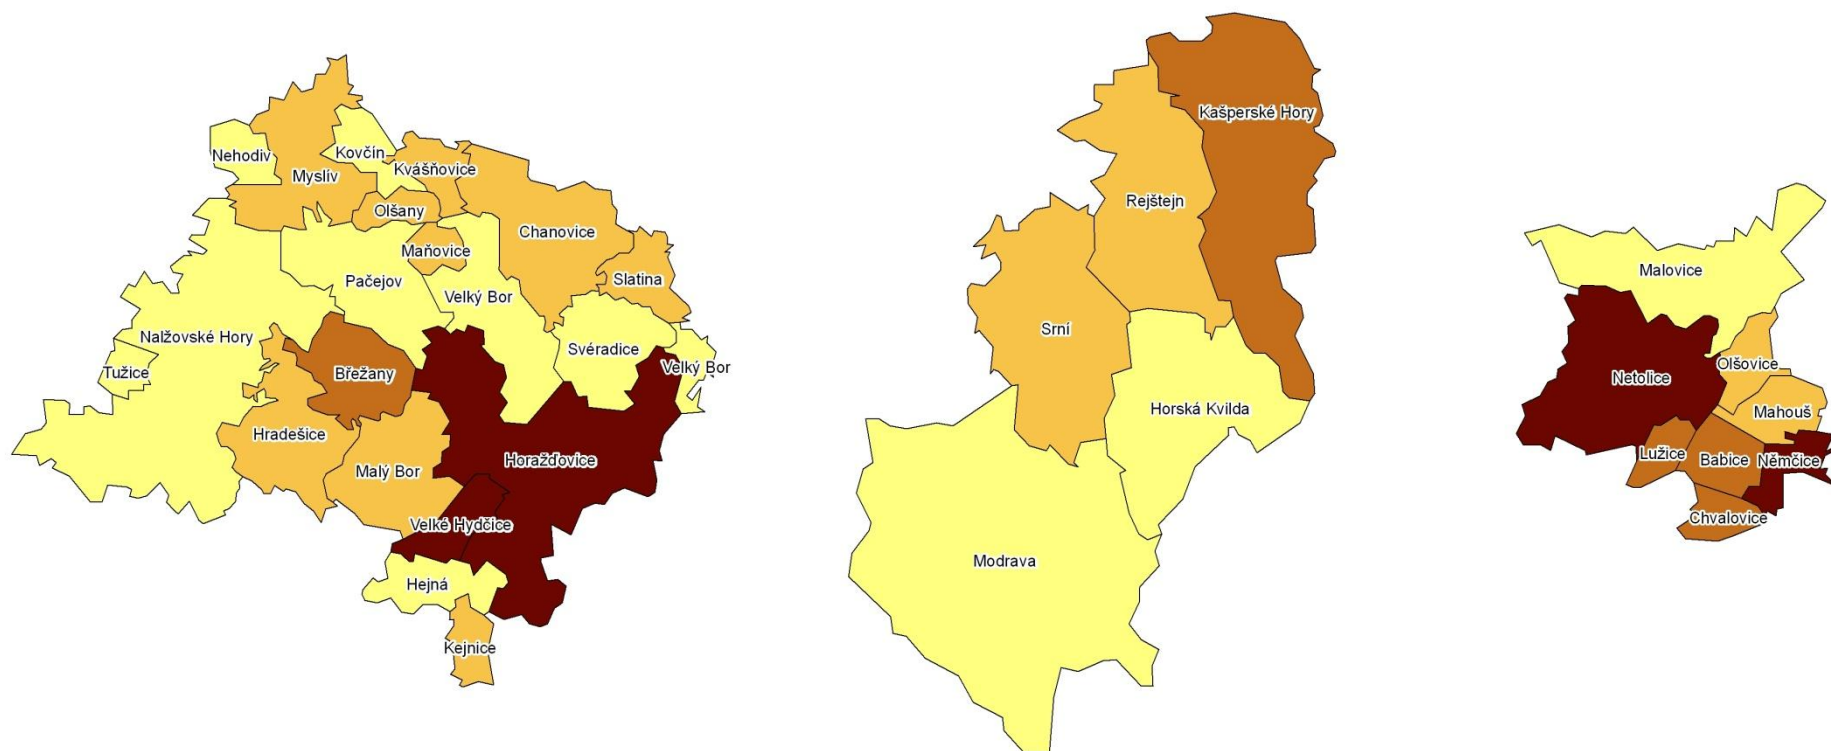 Nehodiv
Kovčín
Kvášňovice
Myslív
Olšany
Chanovice
Maňovice
Slatina
Pačejov
Velký Bor
Nalžovské Hory
Svéradice
Velký Bor
Tužice
Břežany
Hradešice
Horažďovice
Malý Bor
Velké Hydčice
Hejná
Kejnice
Kašperské Hory
Rejštejn
Srní
Horská Kvilda
Modrava
Malovice
Olšovice
Netolice
Mahouš
Lužice
Babice
Němčice
Chvalovice